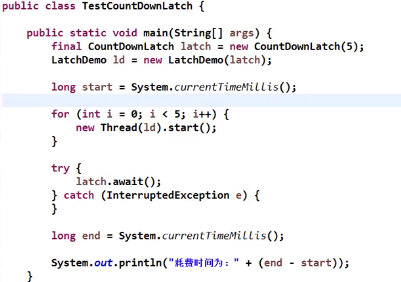 public class TestCountDownLatch {
public static void main(String[] args) {
final CountDownLatch latch = new CountDownLatch(5);
LatchDemo ld = new LatchDemo(latch);
long start = System.currentTimeMillis();
for (int i = 0; i < 5; i++) {
new Thread(ld).start();
}
try {
latch.await();
} catch (InterruptedException e) {
}
long end = System.currentTimeMillis();
System.out.println("耗费时间为：" + (end - start));
}